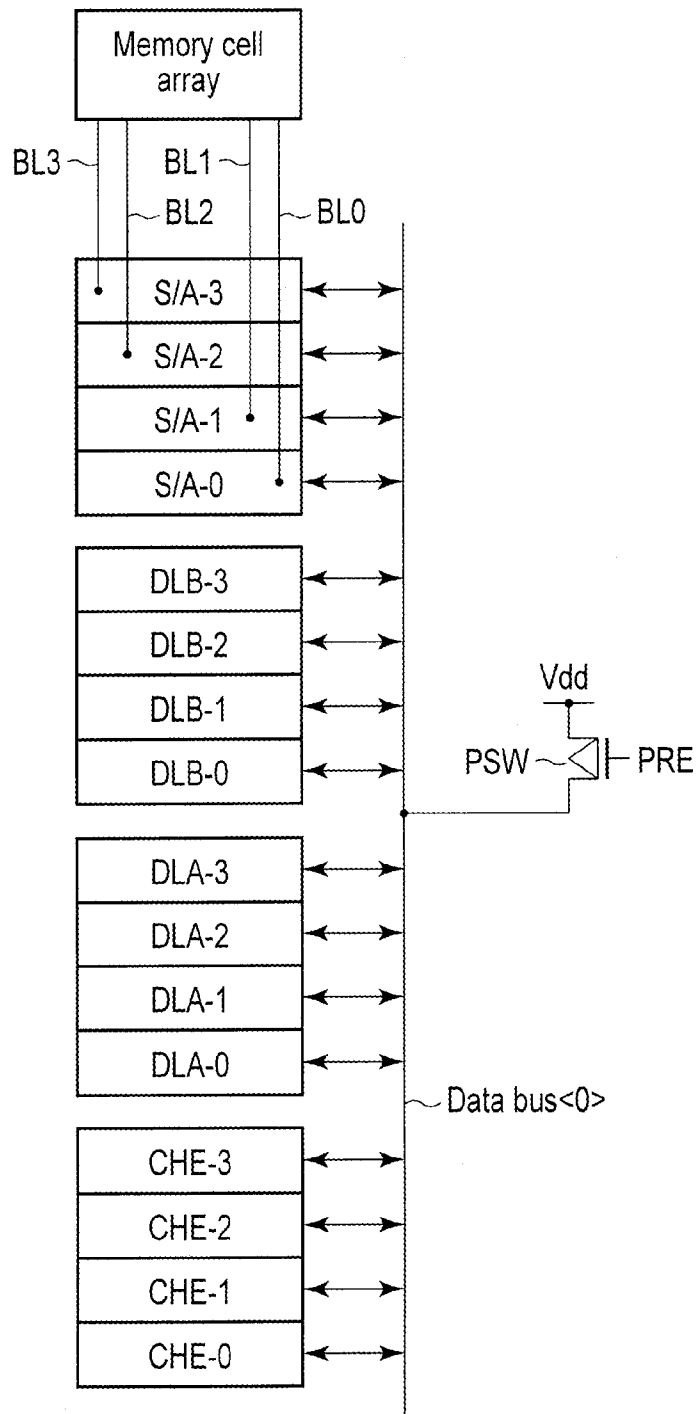 Memory cell
array
BL3
BL1
BL2
BL0
S/A-3
S/A-2
S/A-1
S/A-0
DLB-3
DLB-2
DLB-1
DLB-0
Vdd
PSW
PRE
DLA-3
DLA-2
DLA-1
DLA-0
Data bus<0>
CHE-3
CHE-2
CHE-1
CHE-0